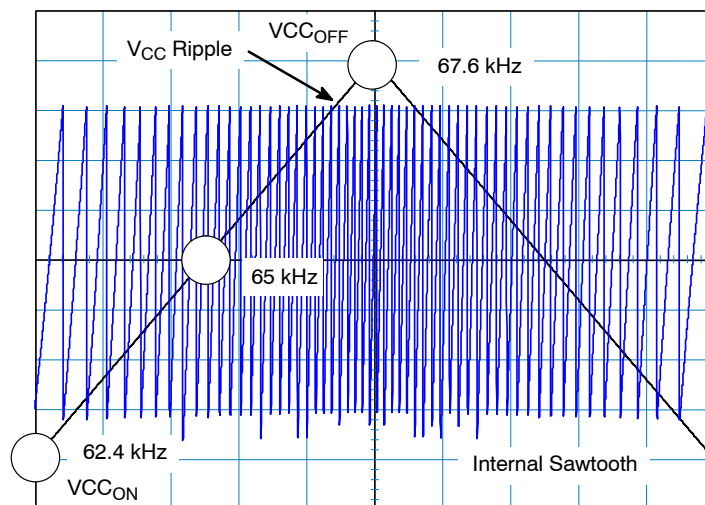 VCCOFF
VCC Ripple
67.6 kHz
65 kHz
62.4 kHz
Internal Sawtooth
VCCON